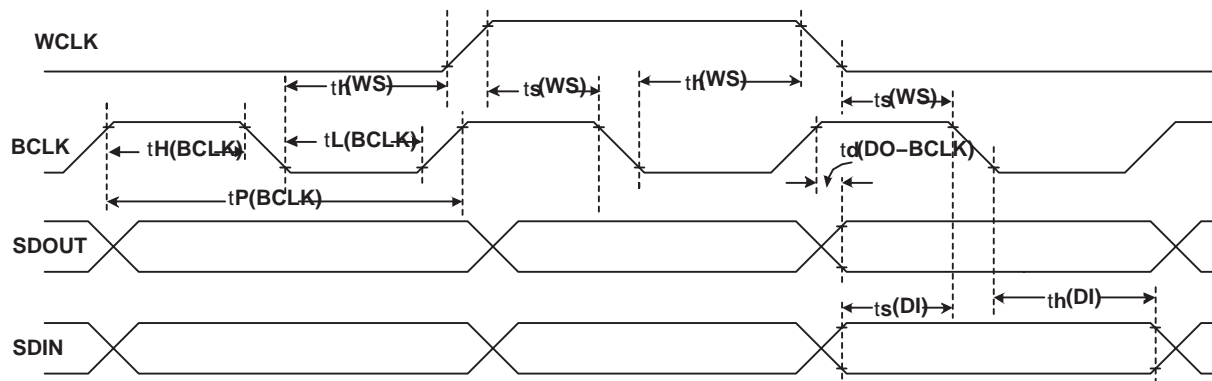 WCLK
th(WS)
ts(WS)
th(WS)
ts(WS)
BCLK
tH(BCLK)
tL(BCLK)
td(DO–BCLK)
tP(BCLK)
SDOUT
ts(DI)
th(DI)
SDIN